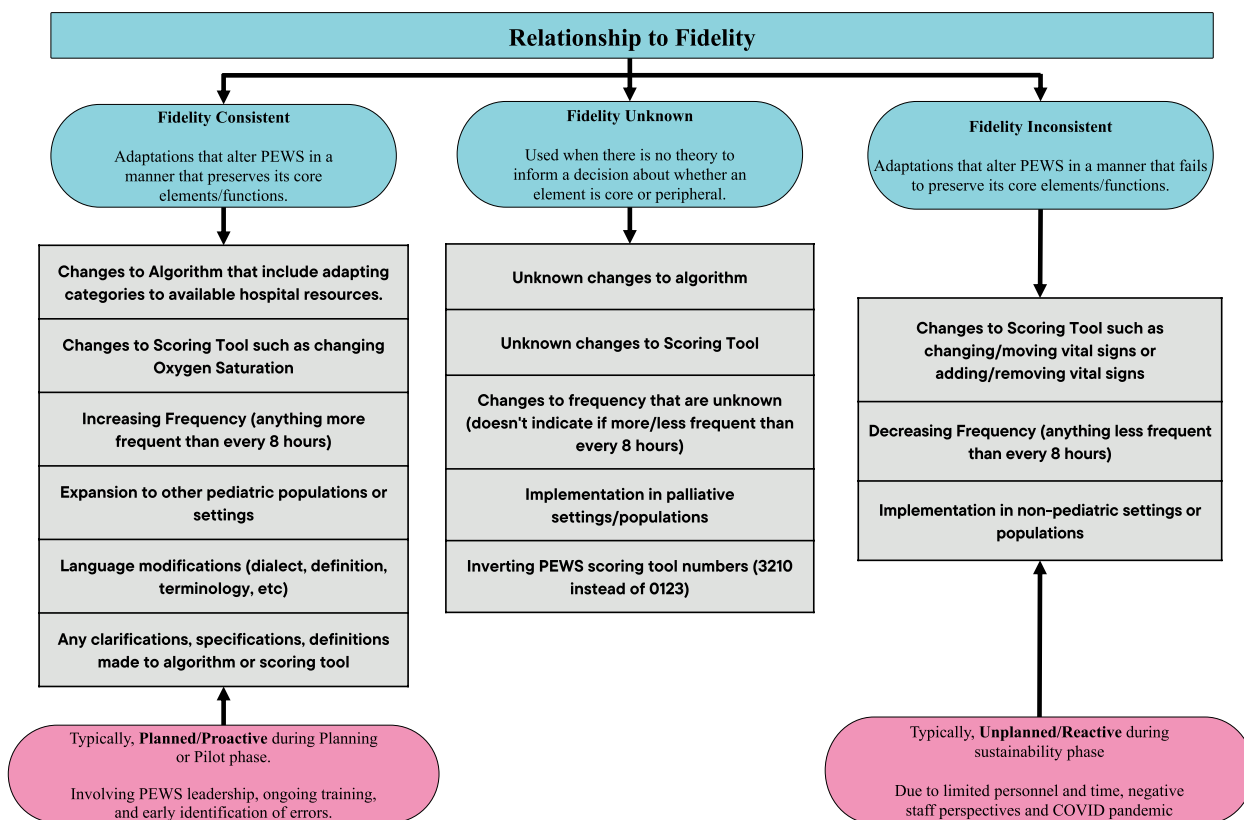 Relationship to Fidelity
Fidelity Consistent
Adaptations that alter PEWS in a
manner that preserves its core
elements/functions.
Changes to Algorithm that include adapting
categories to available hospital resources.
Changes to Scoring Tool such as changing
Oxygen Saturation
Increasing Frequency (anything more
frequent than every 8 hours)
Expansion to other pediatric populations or
settings
Language modifications (dialect, definition,
terminology, etc)
Any clarifications, specifications, definitions
made to algorithm or scoring tool
Typically, Planned/Proactive during Planning
or Pilot phase.
Involving PEWS leadership, ongoing training,
and early identification of errors.
Fidelity Unknown
Used when there is no theory to
inform a decision about whether an
element is core or peripheral.
Unknown changes to algorithm
Unknown changes to Scoring Tool
Changes to frequency that are unknown
(doesn't indicate if more/less frequent than
every 8 hours)
Implementation in palliative
settings/populations
Inverting PEWS scoring tool numbers (3210
instead of 0123)
Fidelity Inconsistent
Adaptations that alter PEWS in a manner that fails
to preserve its core elements/functions.
Changes to Scoring Tool such as
changing/moving vital signs or
adding/removing vital signs
Decreasing Frequency (anything less frequent
than every 8 hours)
Implementation in non-pediatric settings or
populations
Typically, Unplanned/Reactive during
sustainability phase
Due to limited personnel and time, negative
staff perspectives and COVID pandemic